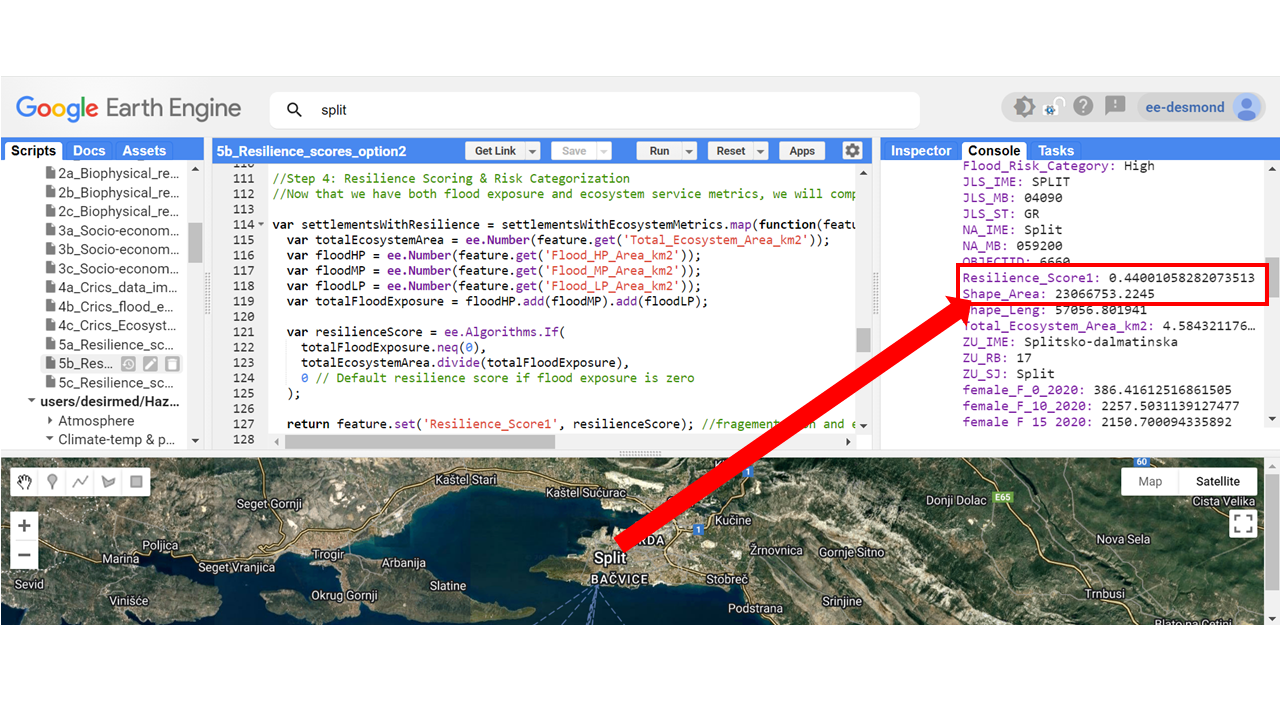 Google Earth Engine
split
ee-desmond
Scripts Docs Assets
2a_Biophysical_re...
2b_Biophysical_re...
2c_Biophysical_re...
3a_Socio-econom...
3b_Socio-econom...
3c_Socio-econom...
4a_Crics_data_im...
4b_Crics_flood_e...
4c_Crics_Ecosyst...
5a_Resilience_sc...
5b_Res...
5c_Resilience_sc...
users/desirmed/Haz...
Atmosphere
Climate-temp & p...
5b_Resilience_scores_option2
Get Link Save Run Reset Apps
110
111 //Step 4: Resilience Scoring & Risk Categorization
112 //Now that we have both flood exposure and ecosystem service metrics, we will comp
113
114 var settlementsWithResilience = settlementsWithEcosystemMetrics.map(function(featu
115 var totalEcosystemArea = ee.Number(feature.get('Total_Ecosystem_Area_km2'));
116 var floodHP = ee.Number(feature.get('Flood_HP_Area_km2'));
117 var floodMP = ee.Number(feature.get('Flood_MP_Area_km2'));
118 var floodLP = ee.Number(feature.get('Flood_LP_Area_km2'));
119 var totalFloodExposure = floodHP.add(floodMP).add(floodLP);
120
121 var resilienceScore = ee.Algorithms.If(
122 totalFloodExposure.neq(0),
123 totalEcosystemArea.divide(totalFloodExposure),
124 0 // Default resilience score if flood exposure is zero
125 );
126
127 return feature.set('Resilience_Score1', resilienceScore); //fragementation and e
128
Inspector Console Tasks
Flood_Risk_Category: High
JLS_IME: SPLIT
JLS_MB: 04090
JLS_ST: GR
NA_IME: Split
NA_MB: 059200
OBJECTID: 6660
Resilience_Score1: 0.44001058282073513
Shape_Area: 23066753.2245
Shape_Leng: 57056.801941
Total_Ecosystem_Area_km2: 4.584321176...
ZU_IME: Splitsko-dalmatinska
ZU_RB: 17
ZU_SJ: Split
female_F_0_2020: 386.41612516861505
female_F_10_2020: 2257.5031139127477
female F 15 2020: 2150.700094335892
60
Map Satellite
Kaštel Stari
Kaštel Sućurac
1
Donji Dolac
E65
Cista Velika
Seget Gornji
Kučine
1
Nova Sela
Poljica
Marina
Trogir
Seget Vranjica
Arbanija
Split
Žrnovica
Gornje Sitno
Sevid
Slatine
BAČVICE
Stobreč
Trnbusi
Vinišće
Okrug Gornji
Podstrana
Srinjine
Blato na Cetini